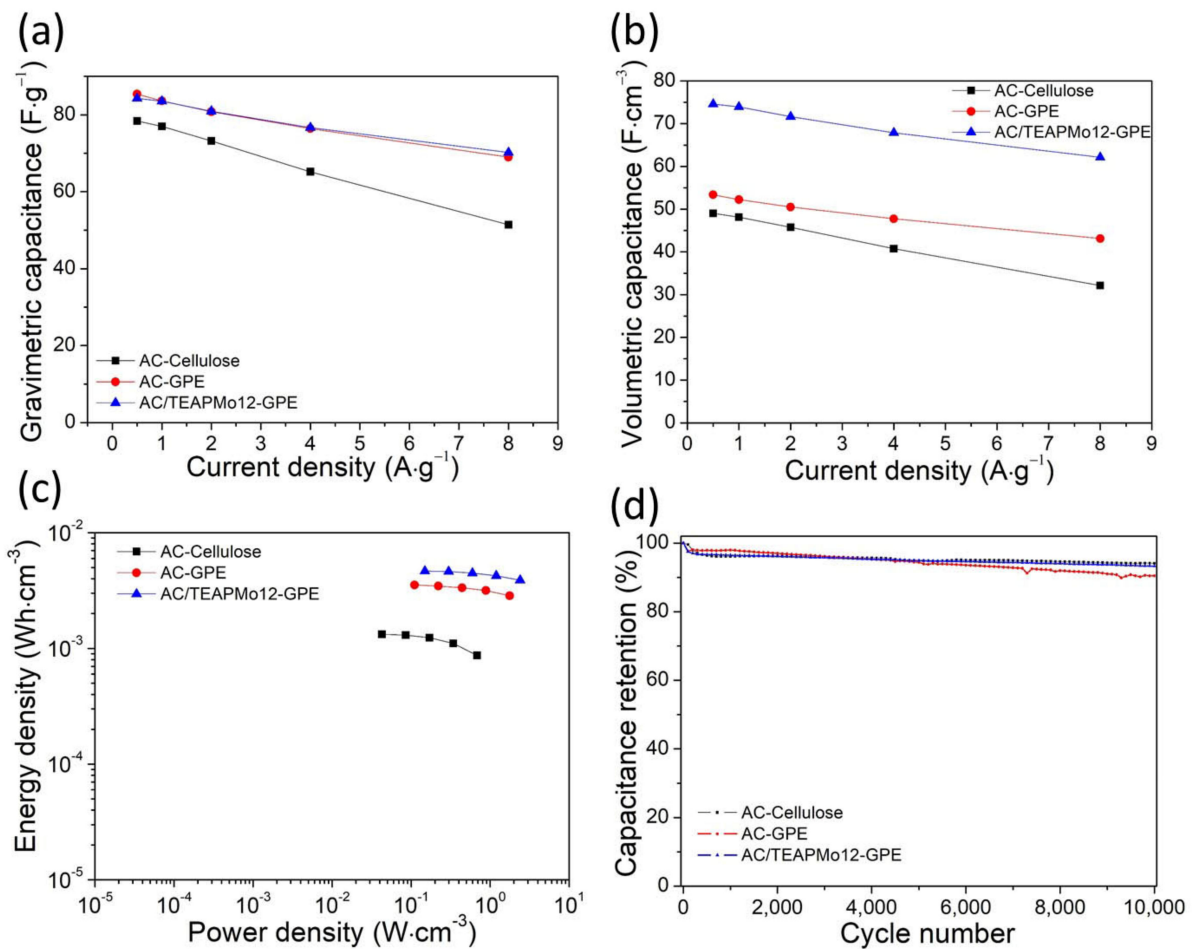 (a)
Gravimetric capacitance (F·g⁻¹)
80
60
40
20
0
AC-Cellulose
AC-GPE
AC/TEAPMo12-GPE
0 1 2 3 4 5 6 7 8 9
Current density (A·g⁻¹)
(b)
Volumetric capacitance (F·cm⁻³)
80
70
60
50
40
30
20
10
0
AC-Cellulose
AC-GPE
AC/TEAPMo12-GPE
0 1 2 3 4 5 6 7 8 9
Current density (A·g⁻¹)
(c)
Energy density (Wh·cm⁻³)
10⁻²
10⁻³
10⁻⁴
10⁻⁵
AC-Cellulose
AC-GPE
AC/TEAPMo12-GPE
10⁻⁵ 10⁻⁴ 10⁻³ 10⁻² 10⁻¹ 10⁰ 10¹
Power density (W·cm⁻³)
(d)
Capacitance retention (%)
100
80
60
40
20
0
AC-Cellulose
AC-GPE
AC/TEAPMo12-GPE
0 2,000 4,000 6,000 8,000 10,000
Cycle number